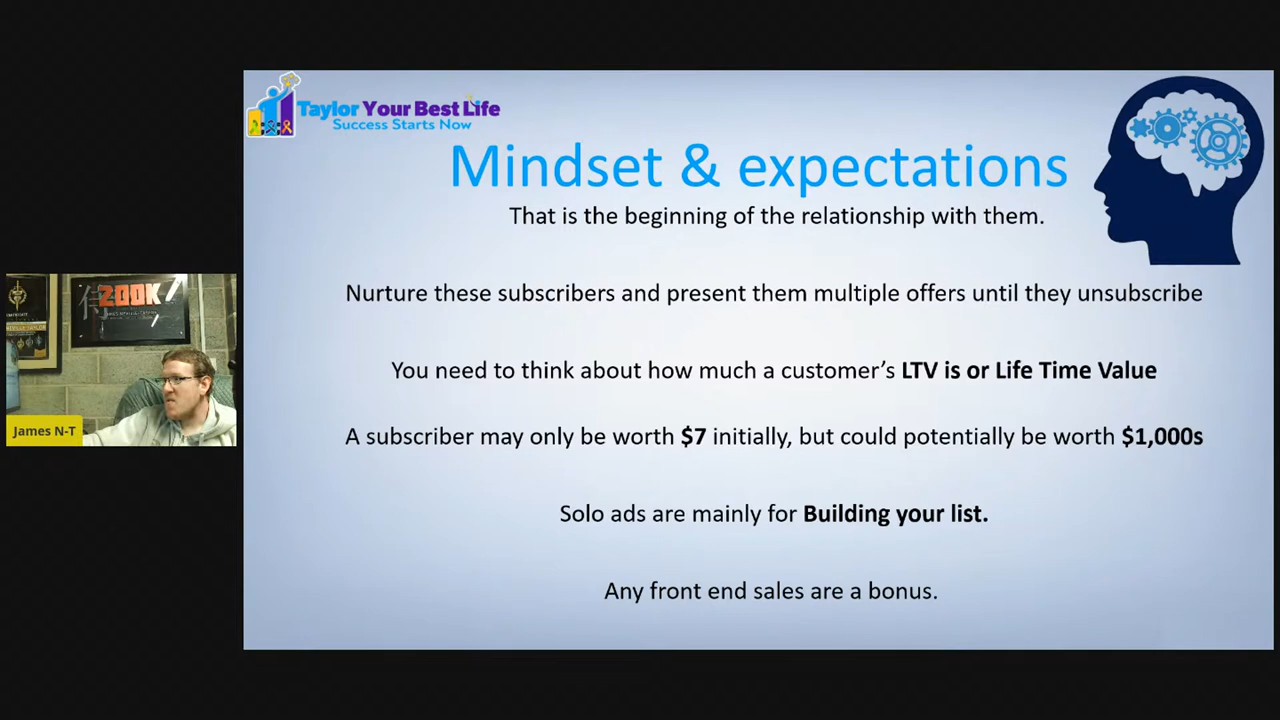 Taylor Your Best Life
Success Starts Now
Mindset & expectations
That is the beginning of the relationship with them.
Nurture these subscribers and present them multiple offers until they unsubscribe
You need to think about how much a customer’s LTV is or Life Time Value
A subscriber may only be worth $7 initially, but could potentially be worth $1,000s
Solo ads are mainly for Building your list.
Any front end sales are a bonus.
200K
James N-T